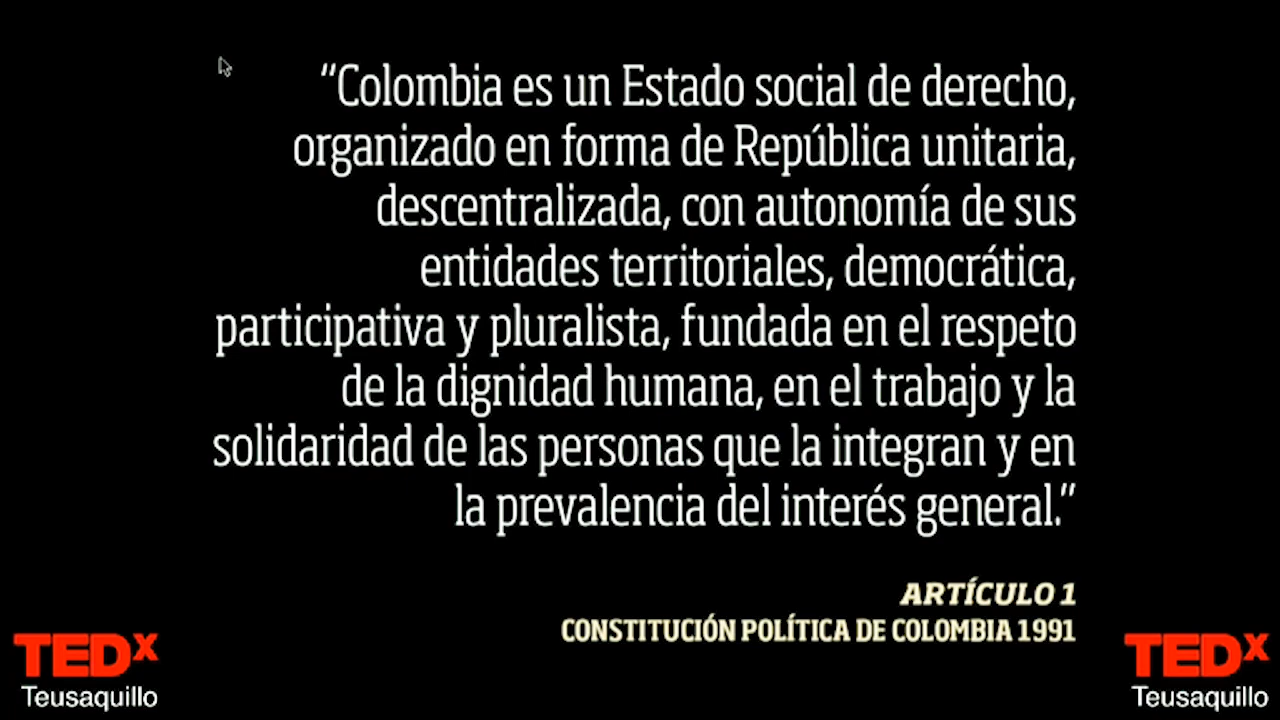 “Colombia es un Estado social de derecho,
organizado en forma de República unitaria,
descentralizada, con autonomía de sus
entidades territoriales, democrática,
participativa y pluralista, fundada en el respeto
de la dignidad humana, en el trabajo y la
solidaridad de las personas que la integran y en
la prevalencia del interés general.”
ARTÍCULO 1
CONSTITUCIÓN POLÍTICA DE COLOMBIA 1991
TEDx
Teusaquillo
TEDx
Teusaquillo